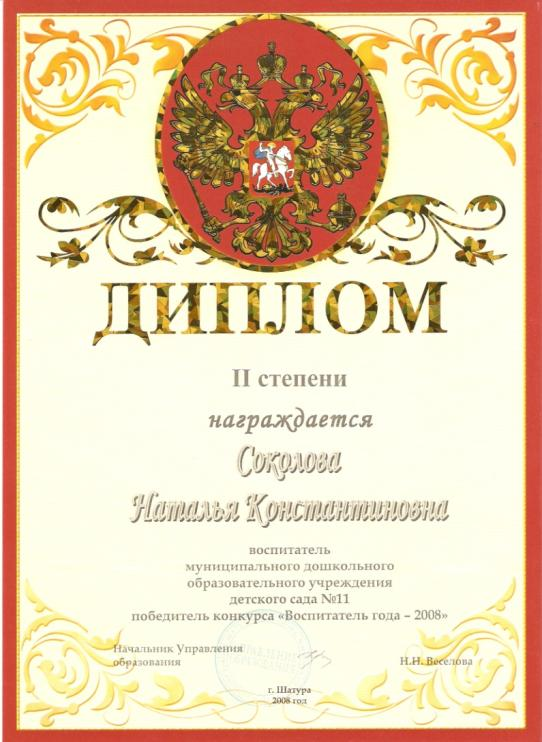 ДИПЛОМ
II степени
награждается
Соколова
Наталья Константиновна
воспитатель
муниципального дошкольного
образовательного учреждения
детского сада №11
победитель конкурса «Воспитатель года – 2008»
Начальник Управления
образования
Н.Н. Веселова
г. Шатура
2008 год